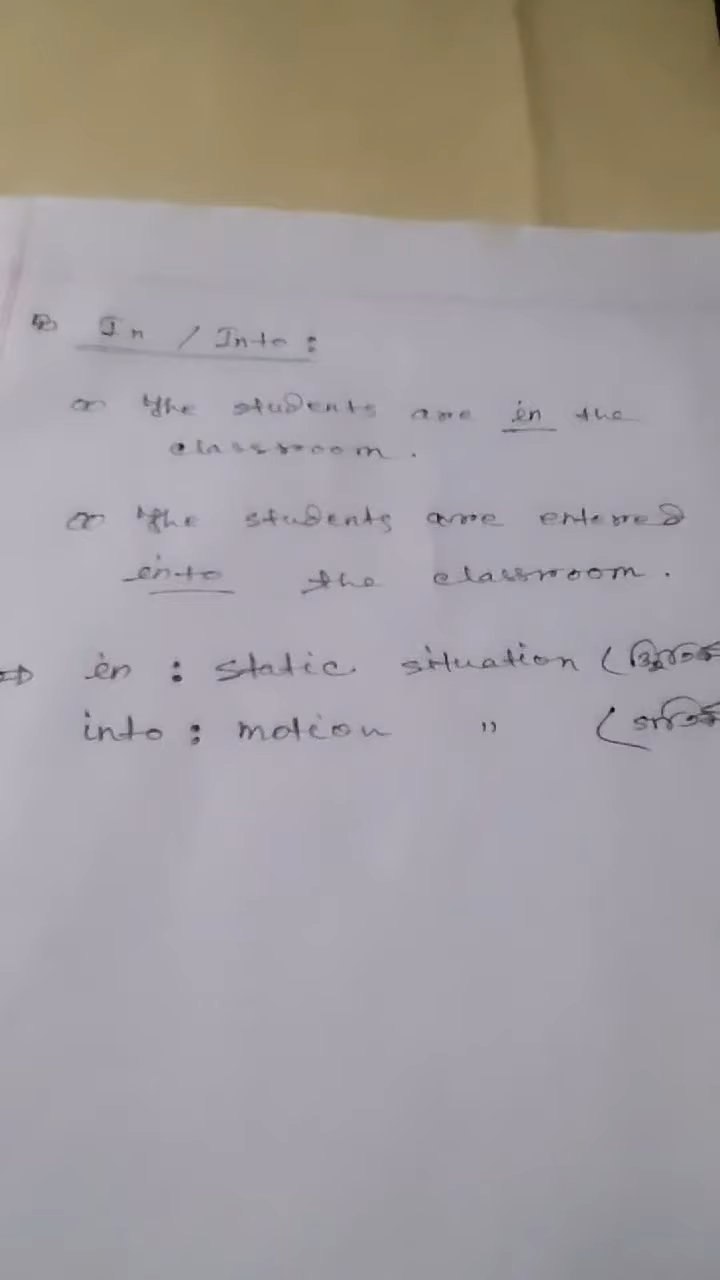 In / Into :
The students are in the
classroom.
The students are entered
into the classroom.
⇒ in : static situation (
into : motion " (